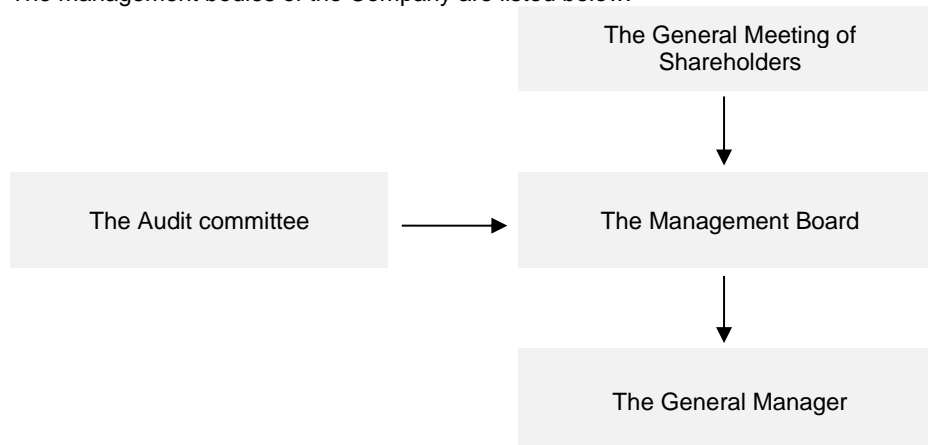 The management bodies of the Company are listed below:
The General Meeting of
Shareholders
The Audit committee
The Management Board
The General Manager